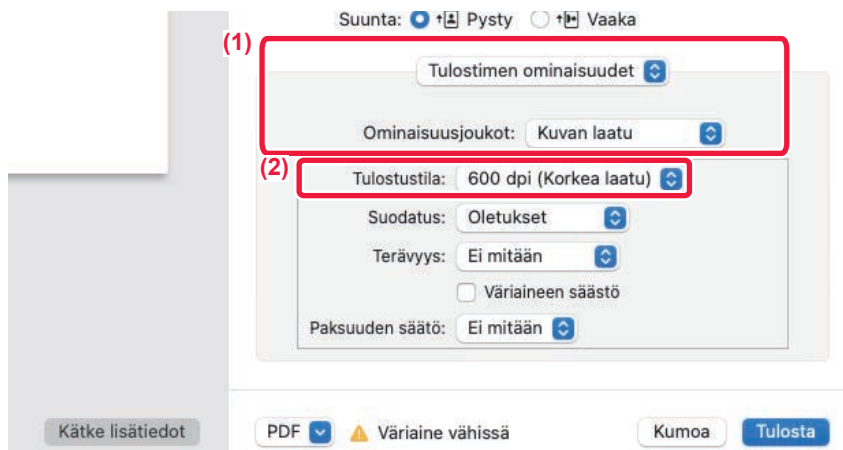 Suunta: Pysty Vaaka
(1)
Tulostimen ominaisuudet
Ominaisuusjoukot: Kuvan laatu
(2)
Tulostustila: 600 dpi (Korkea laatu)
Suodatus: Oletukset
Terävyys: Ei mitään
Väriaineen säästö
Paksuuden säätö: Ei mitään
Kätke lisätiedot PDF Väriaine vähissä Kumoa Tulosta